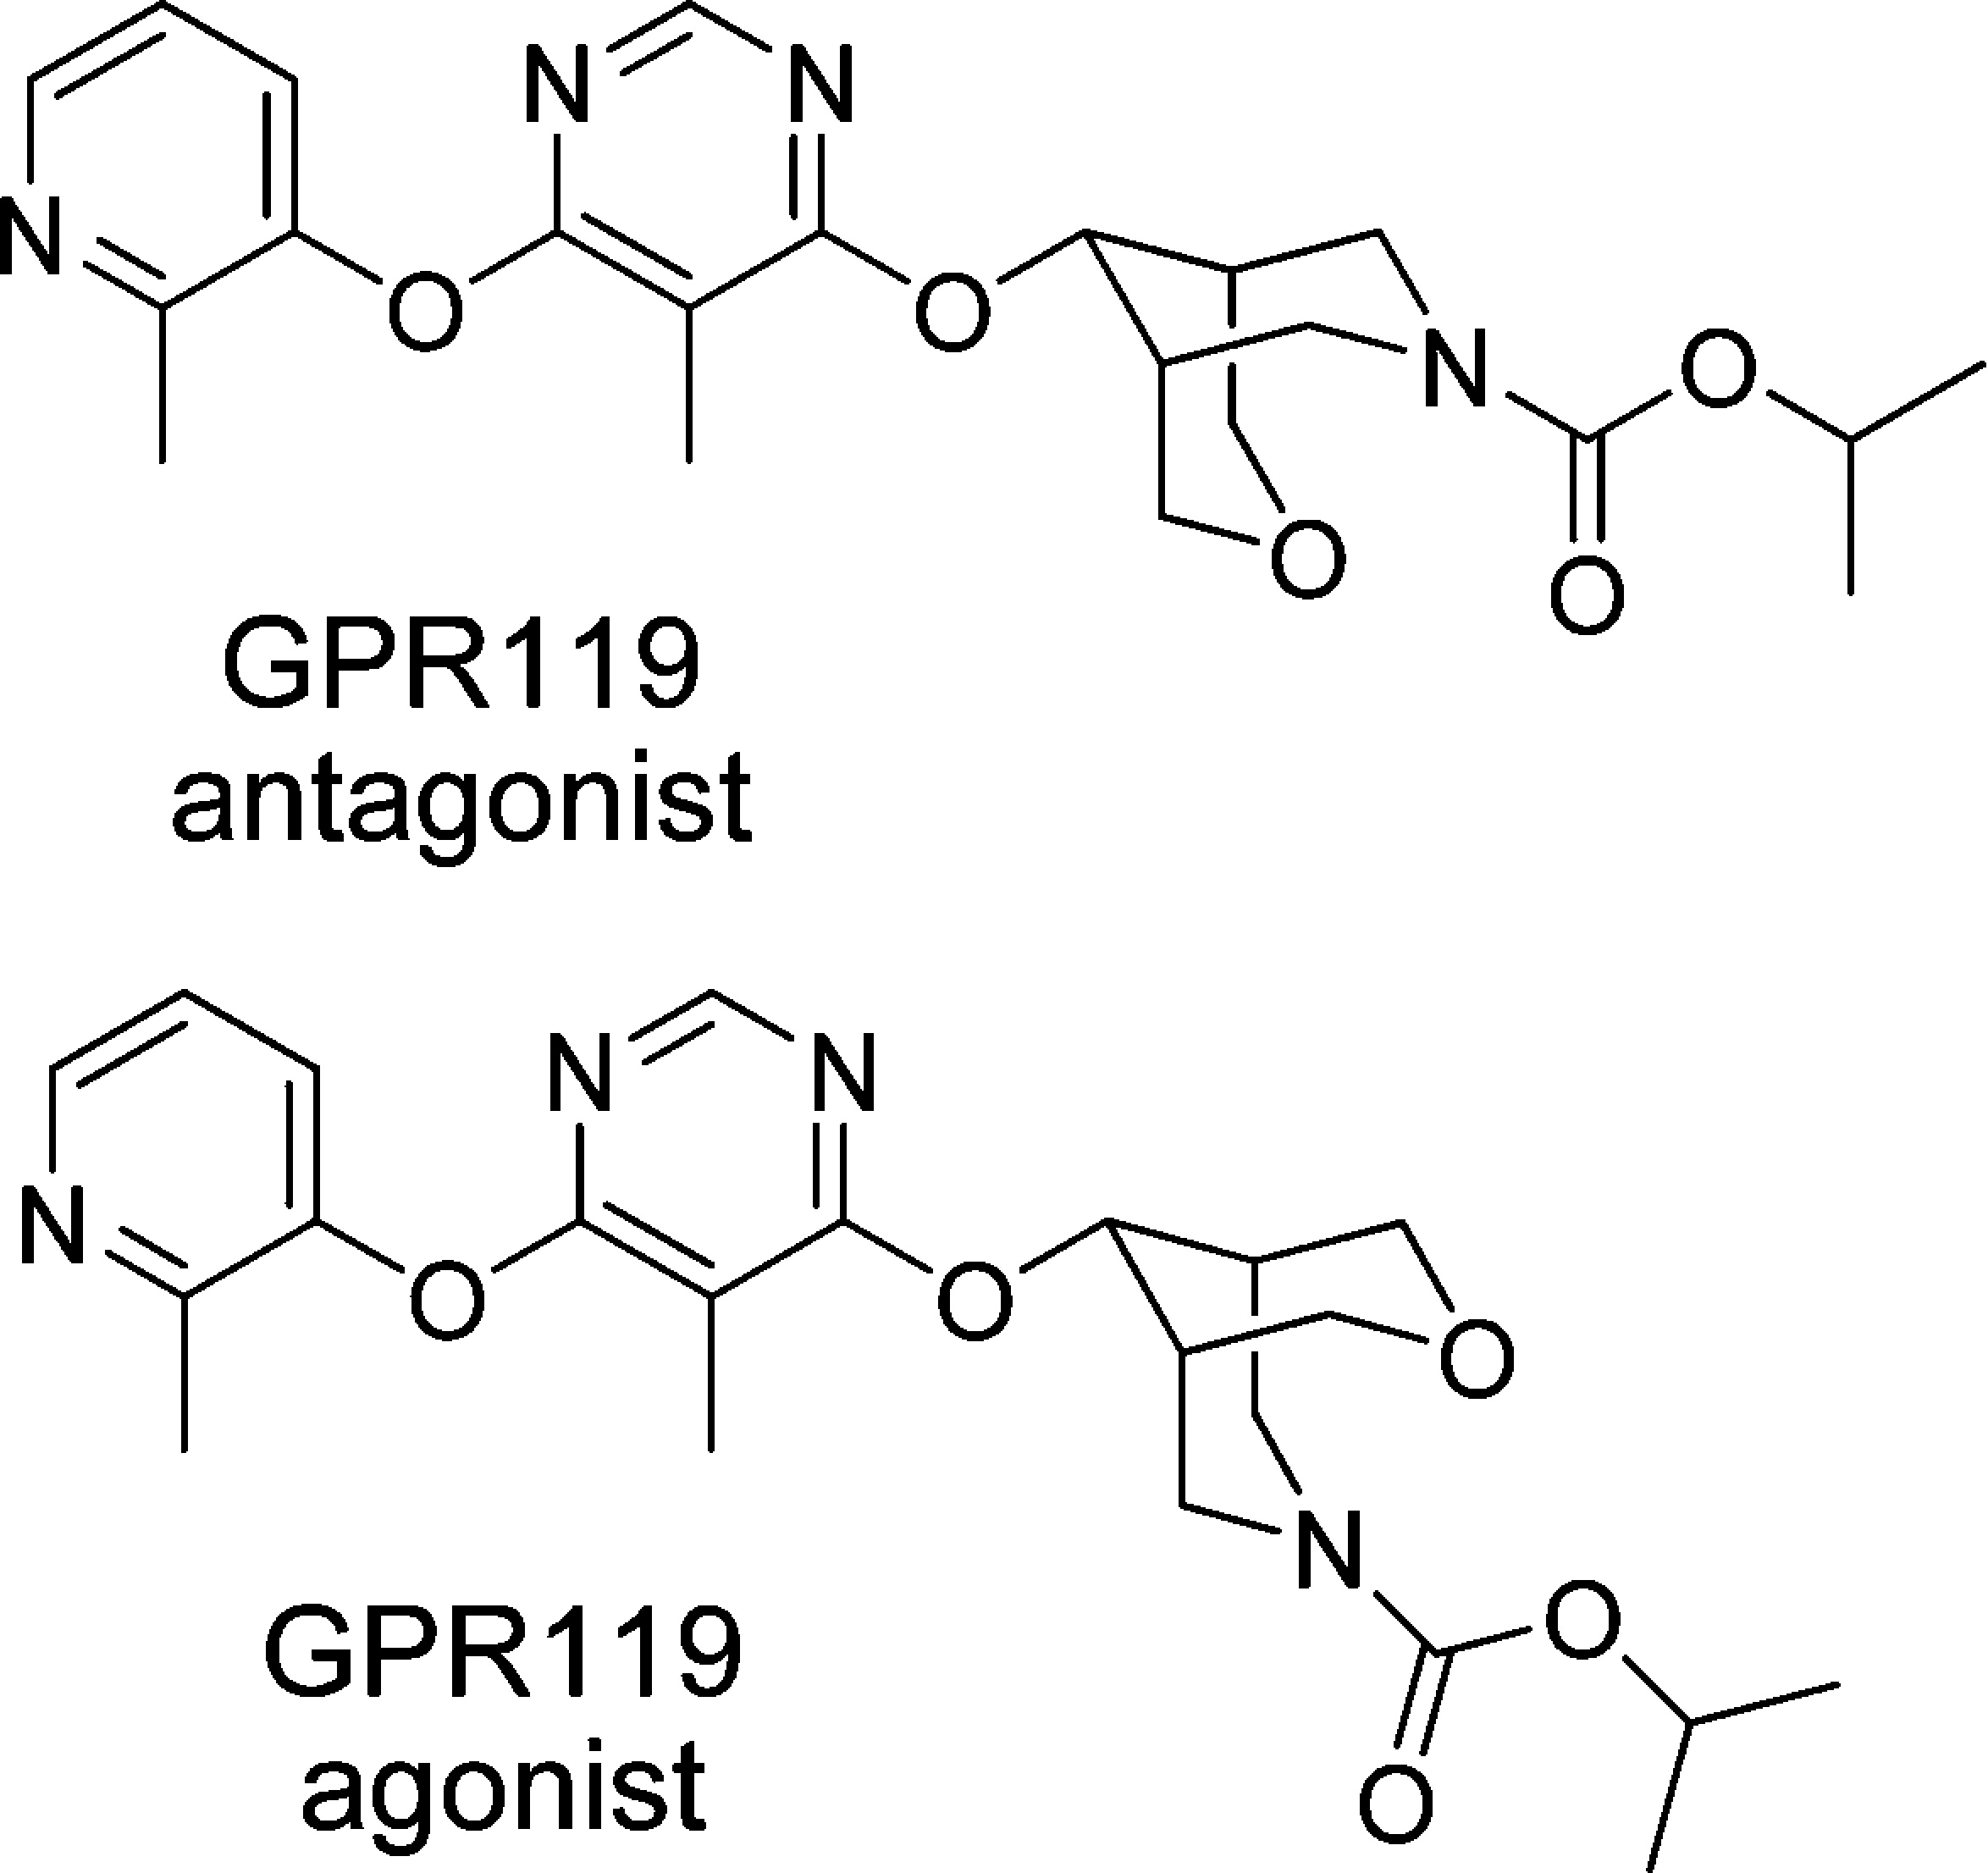 N N
N O O N O
O O
GPR119
antagonist
N N
N O O O
N
O
O
GPR119
agonist